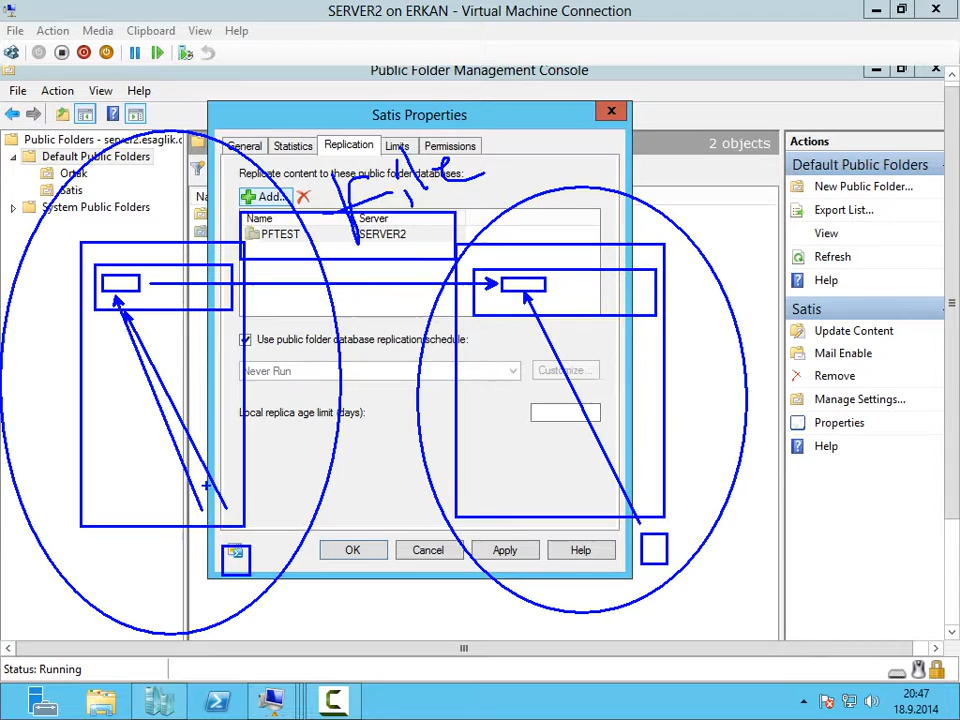 SERVER2 on ERKAN - Virtual Machine Connection
File Action Media Clipboard View Help
Public Folder Management Console
File Action View Help
Public Folders - server2.esaglik.c
Default Public Folders
Ortak
Satis
System Public Folders
2 objects
Satis Properties
General Statistics Replication Limits Permissions
Replicate content to these public folder databases:
Add...
Name Server
PFTEST SERVER2
Use public folder database replication schedule:
Never Run
Customize...
Local replica age limit (days):
OK Cancel Apply Help
Actions
Default Public Folders
New Public Folder...
Export List...
View
Refresh
Help
Satis
Update Content
Mail Enable
Remove
Manage Settings...
Properties
Help
Status: Running
20:47
18.9.2014